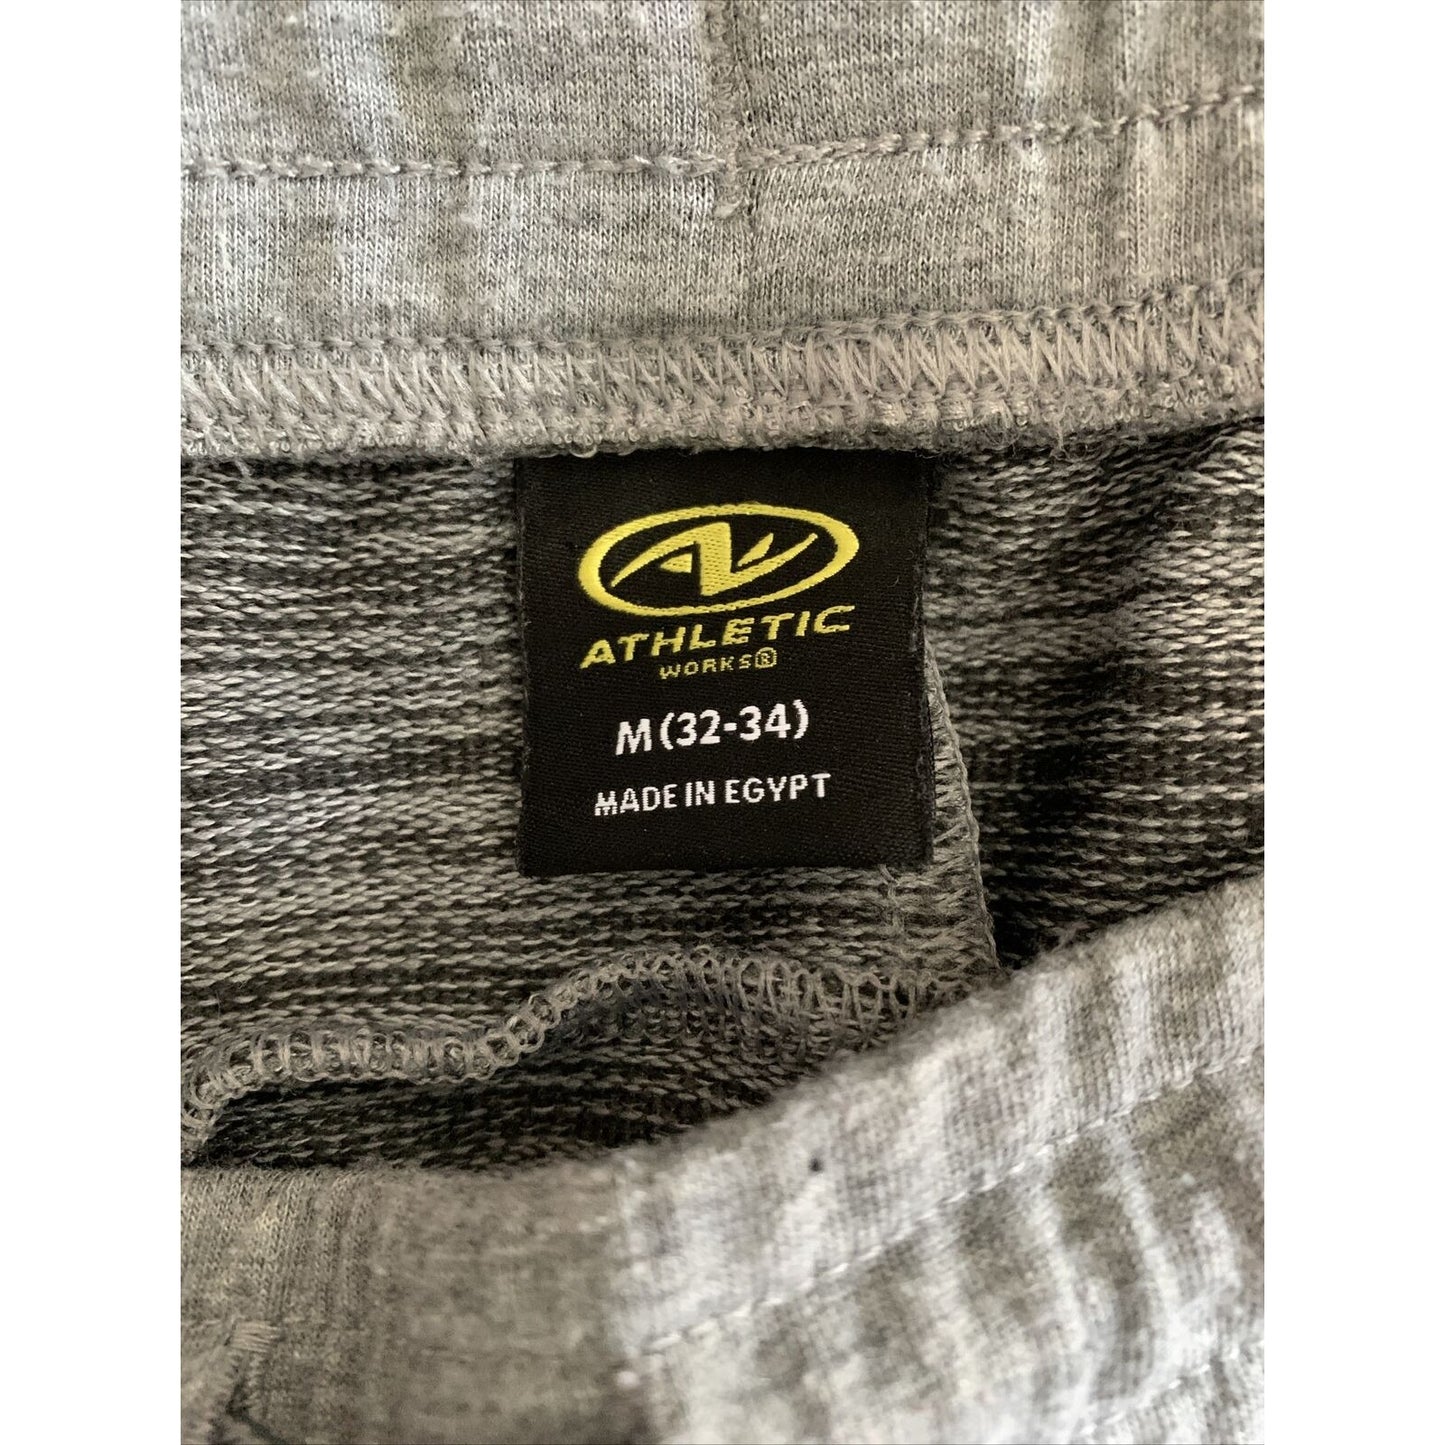 ATHLETIC
WORKS®
M (32-34)
MADE IN EGYPT